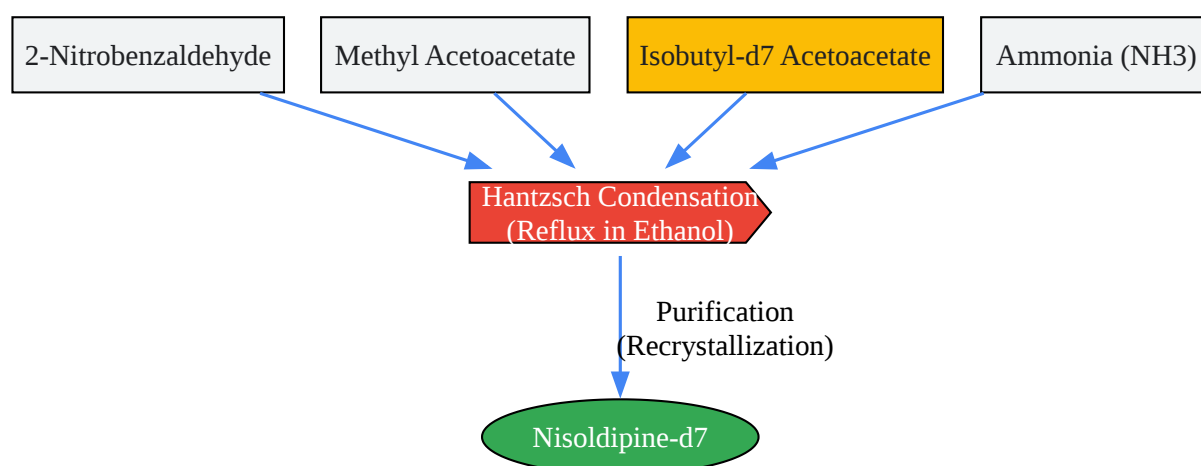 2-Nitrobenzaldehyde
Methyl Acetoacetate
Isobutyl-d7 Acetoacetate
Ammonia (NH3)
Hantzsch Condensation
(Reflux in Ethanol)
Purification
(Recrystallization)
Nisoldipine-d7